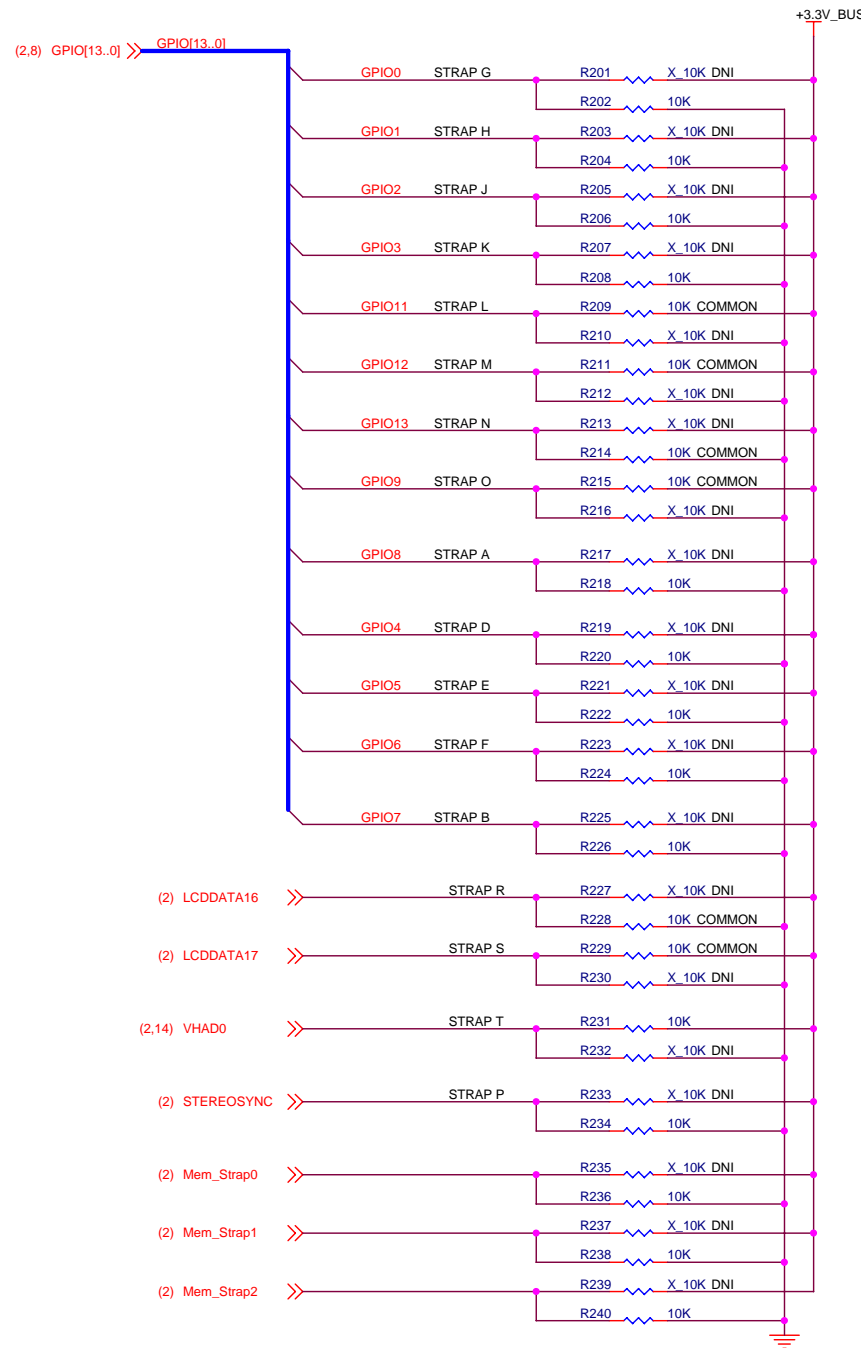 +3.3V_BUS
(2,8) GPIO[13..0] GPIO[13..0]
GPIO0 STRAP G R201 X_10K DNI
R202 10K
GPIO1 STRAP H R203 X_10K DNI
R204 10K
GPIO2 STRAP J R205 X_10K DNI
R206 10K
GPIO3 STRAP K R207 X_10K DNI
R208 10K
GPIO11 STRAP L R209 10K COMMON
R210 X_10K DNI
GPIO12 STRAP M R211 10K COMMON
R212 X_10K DNI
GPIO13 STRAP N R213 X_10K DNI
R214 10K COMMON
GPIO9 STRAP O R215 10K COMMON
R216 X_10K DNI
GPIO8 STRAP A R217 X_10K DNI
R218 10K
GPIO4 STRAP D R219 X_10K DNI
R220 10K
GPIO5 STRAP E R221 X_10K DNI
R222 10K
GPIO6 STRAP F R223 X_10K DNI
R224 10K
GPIO7 STRAP B R225 X_10K DNI
R226 10K
(2) LCDDATA16 STRAP R R227 X_10K DNI
R228 10K COMMON
(2) LCDDATA17 STRAP S R229 10K COMMON
R230 X_10K DNI
(2,14) VHAD0 STRAP T R231 10K
R232 X_10K DNI
(2) STEREOSYNC STRAP P R233 X_10K DNI
R234 10K
(2) Mem_Strap0 R235 X_10K DNI
R236 10K
(2) Mem_Strap1 R237 X_10K DNI
R238 10K
(2) Mem_Strap2 R239 X_10K DNI
R240 10K